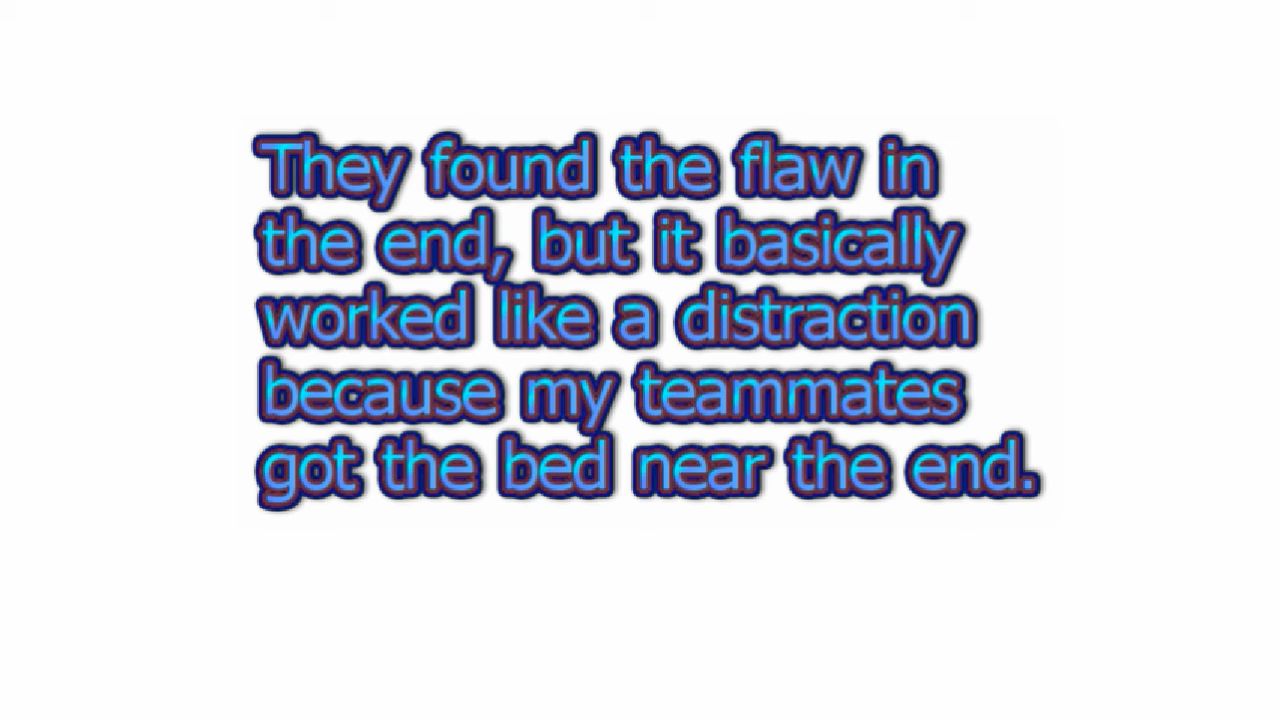 They found the flaw in
the end, but it basically
worked like a distraction
because my teammates
got the bed near the end.